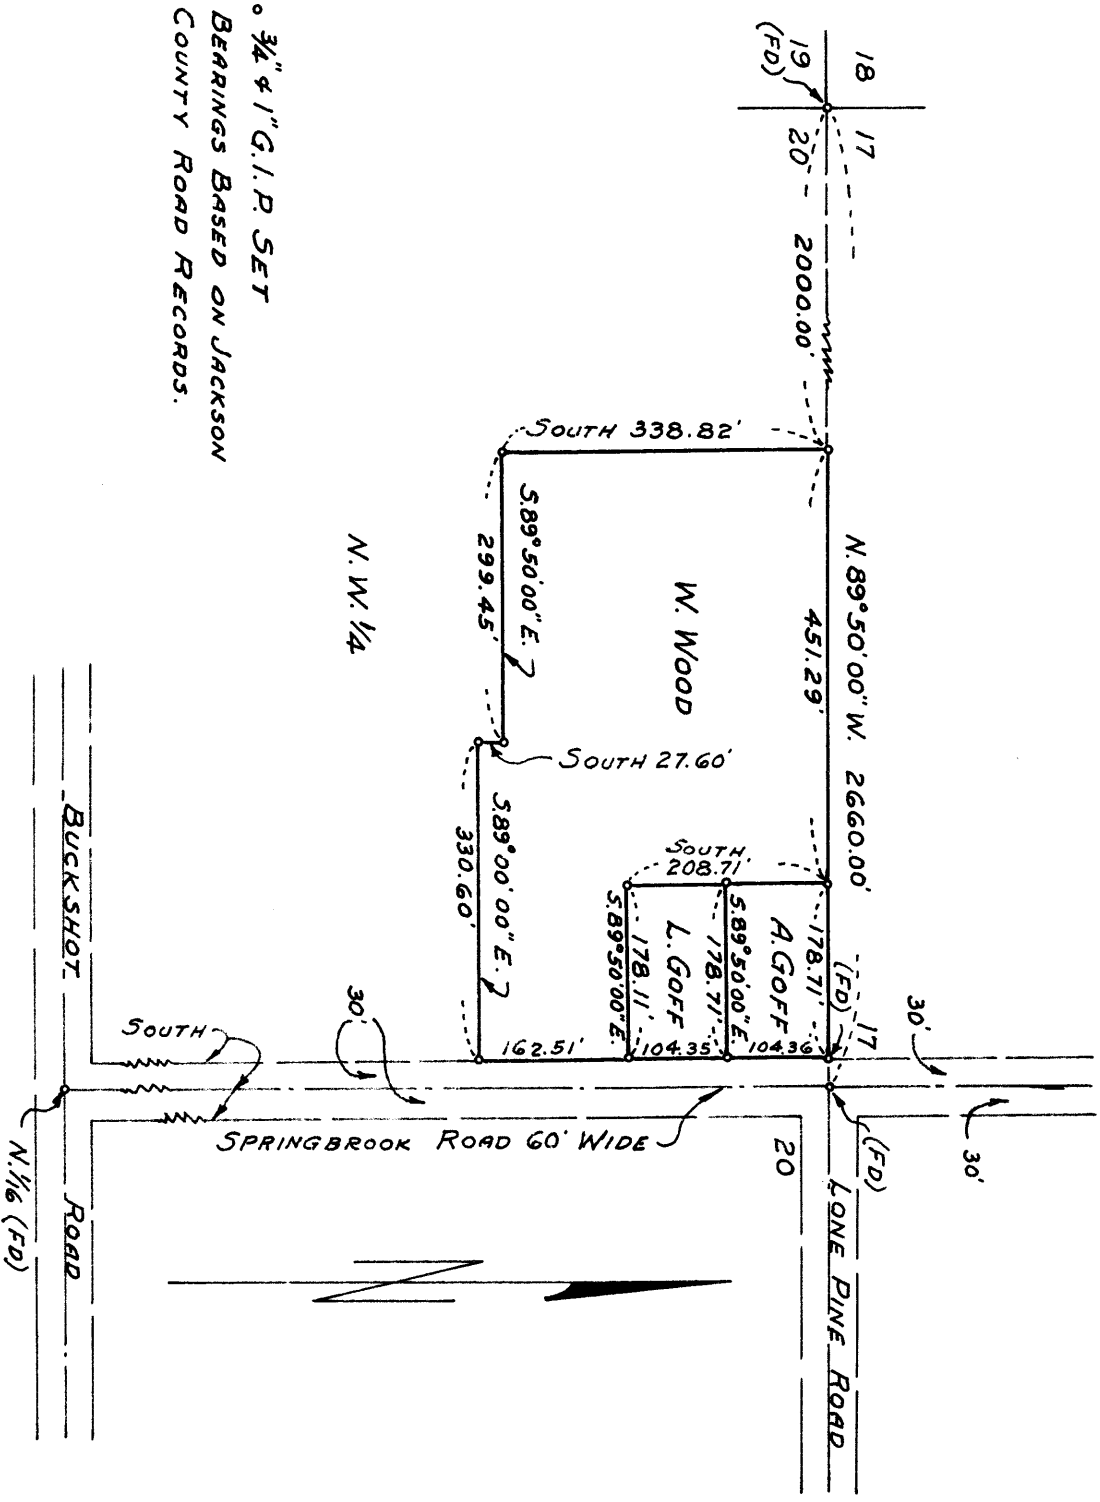 18
17
19
(FD)
20
2000.00'
SOUTH 338.82'
N. 89° 50' 00" W. 2660.00'
451.29'
W. WOOD
S. 89° 50' 00" E.
299.45'
SOUTH 27.60'
S. 89° 00' 00" E.
330.60'
N. W. 1/4
SOUTH
208.71'
A. GOFF
178.71'
S. 89° 50' 00" E.
178.71'
L. GOFF
178.11'
S. 89° 50' 00" E.
104.36'
104.35'
162.51'
(FD)
17
30'
30'
(FD)
20
LONE PINE ROAD
SPRINGBROOK ROAD 60' WIDE
30'
SOUTH
BUCKSHOT ROAD
N. 1/16 (FD)
N
o 3/4" & 1" G.I.P. SET
BEARINGS BASED ON JACKSON
COUNTY ROAD RECORDS.